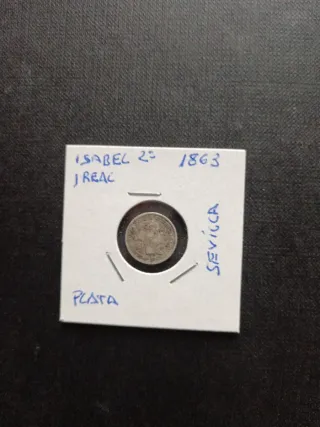 ISABEL 2ª 1863
1 REAL
SEVILLA
PLATA